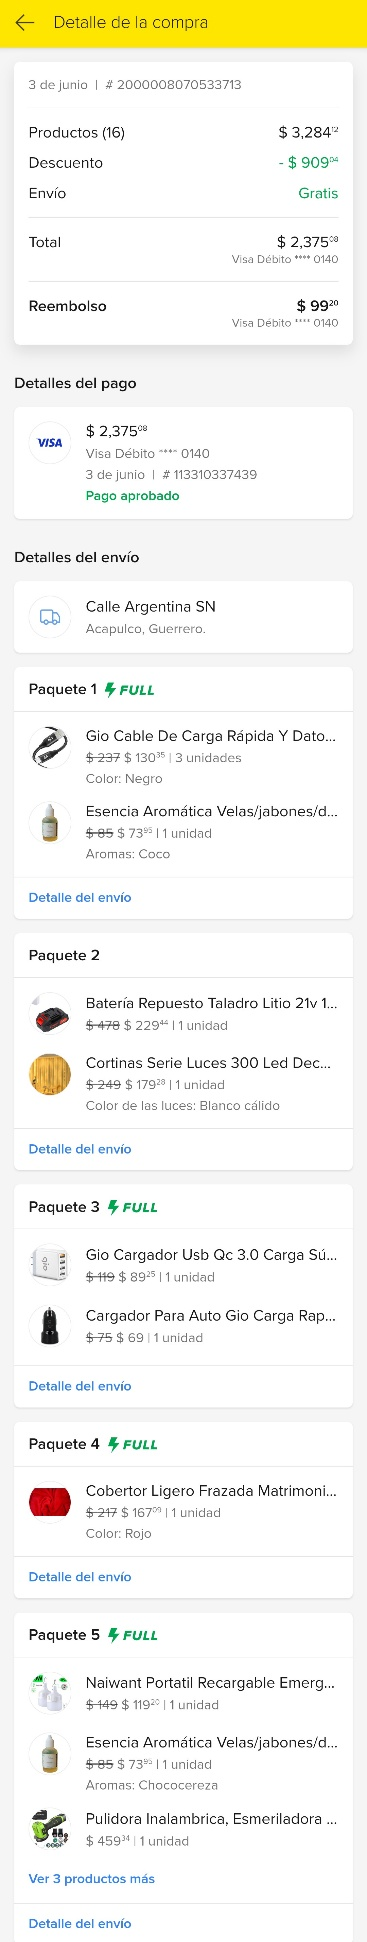 Detalle de la compra
3 de junio | # 2000008070533713
Productos (16) $ 3,284¹²
Descuento - $ 909⁰⁴
Envío Gratis
Total $ 2,375⁰⁸
Visa Débito **** 0140
Reembolso $ 99²⁰
Visa Débito **** 0140
Detalles del pago
VISA
$ 2,375⁰⁸
Visa Débito **** 0140
3 de junio | # 113310337439
Pago aprobado
Detalles del envío
Calle Argentina SN
Acapulco, Guerrero.
Paquete 1 FULL
Gio Cable De Carga Rápida Y Dato...
$ 237 $ 130³⁵ | 3 unidades
Color: Negro
Esencia Aromática Velas/jabones/d...
$ 85 $ 73⁹⁵ | 1 unidad
Aromas: Coco
Detalle del envío
Paquete 2
Batería Repuesto Taladro Litio 21v 1...
$ 478 $ 229⁴⁴ | 1 unidad
Cortinas Serie Luces 300 Led Dec...
$ 249 $ 179²⁸ | 1 unidad
Color de las luces: Blanco cálido
Detalle del envío
Paquete 3 FULL
Gio Cargador Usb Qc 3.0 Carga Sú...
$ 119 $ 89²⁵ | 1 unidad
Cargador Para Auto Gio Carga Rap...
$ 75 $ 69 | 1 unidad
Detalle del envío
Paquete 4 FULL
Cobertor Ligero Frazada Matrimoni...
$ 217 $ 167⁰⁹ | 1 unidad
Color: Rojo
Detalle del envío
Paquete 5 FULL
Naiwant Portatil Recargable Emerg...
$ 149 $ 119²⁰ | 1 unidad
Esencia Aromática Velas/jabones/d...
$ 85 $ 73⁹⁵ | 1 unidad
Aromas: Chococereza
Pulidora Inalambrica, Esmeriladora ...
$ 459³⁴ | 1 unidad
Ver 3 productos más
Detalle del envío